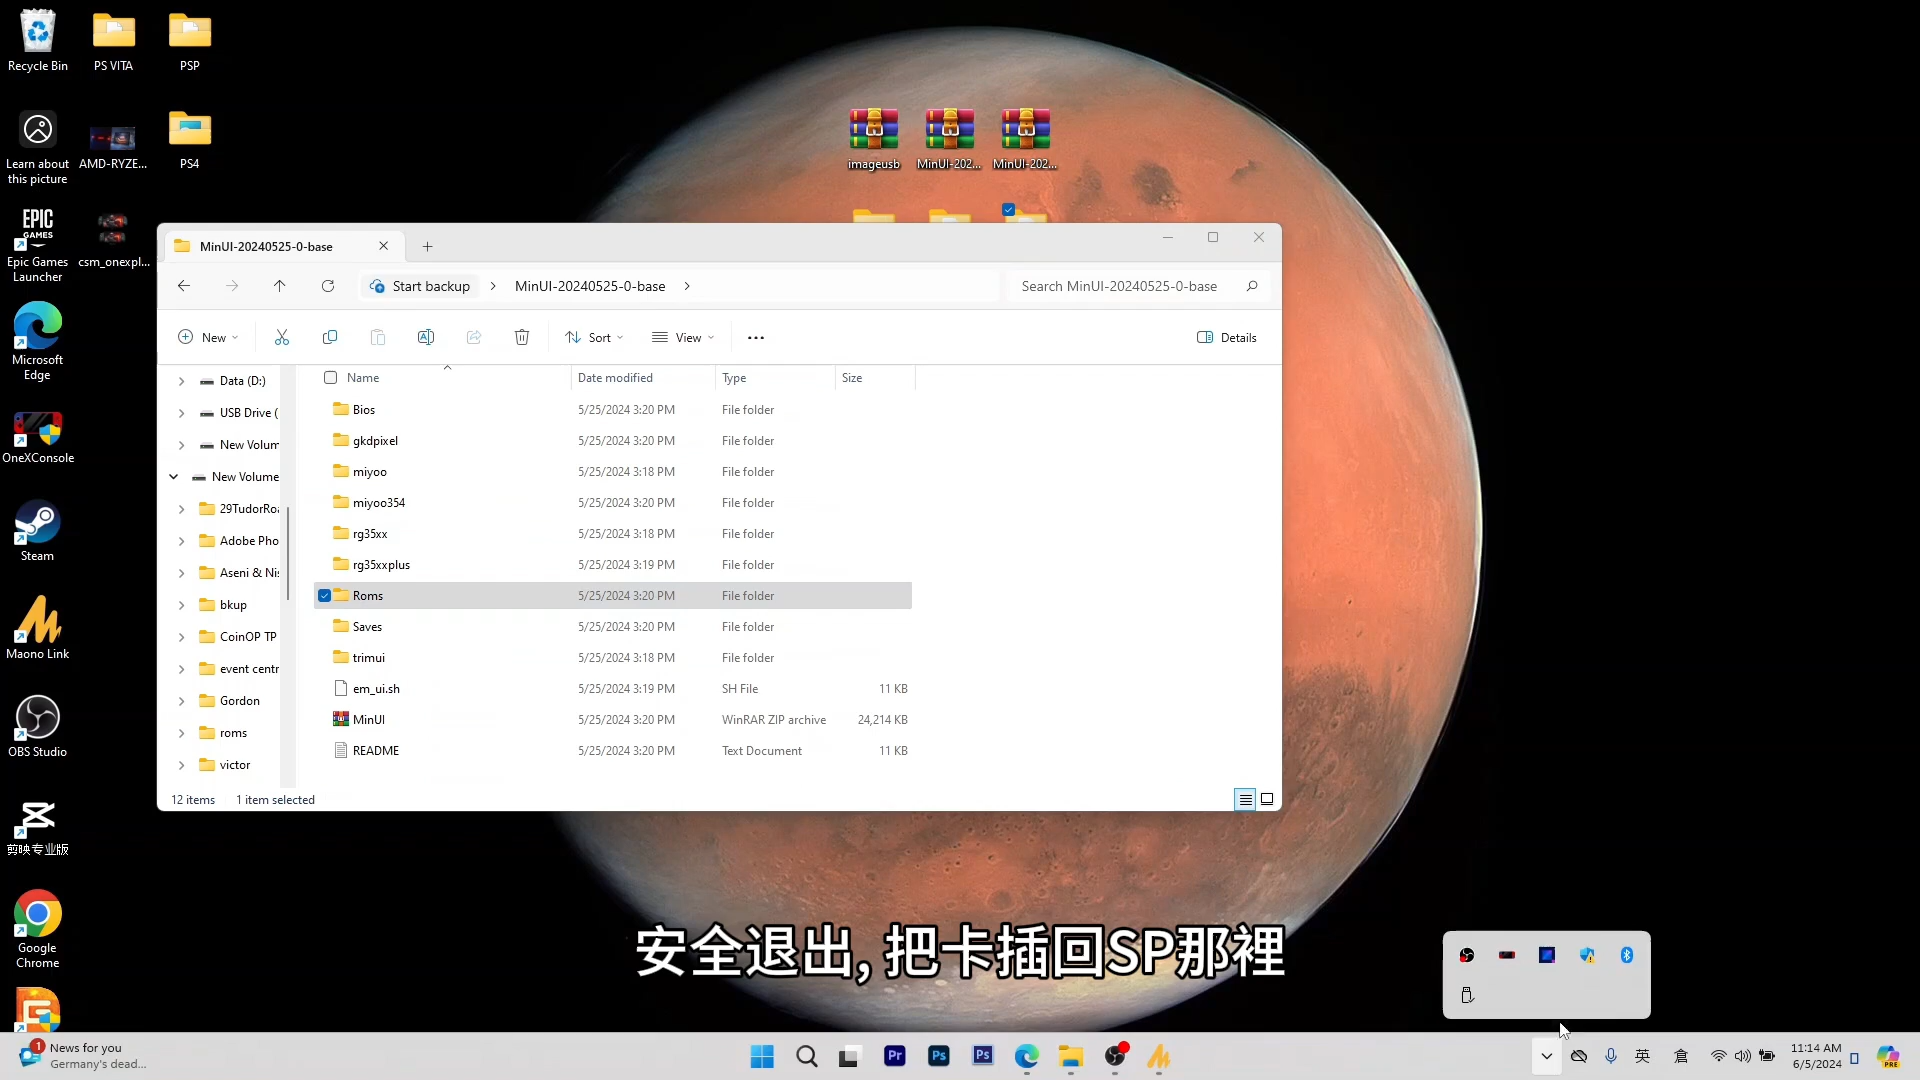 Recycle Bin
PS VITA
PSP
Learn about
this picture
AMD-RYZE...
PS4
imageusb
MinUI-202...
MinUI-202...
EPIC
GAMES
Epic Games
Launcher
csm_onexpl...
Microsoft
Edge
OneXConsole
Steam
Maono Link
OBS Studio
剪映专业版
Google
Chrome
MinUI-20240525-0-base
Start backup
MinUI-20240525-0-base
Search MinUI-20240525-0-base
New
Sort
View
Details
Data (D:)
USB Drive (
New Volum
New Volume
29TudorRo
Adobe Pho
Aseni & Ni
bkup
CoinOP TP
event centr
Gordon
roms
victor
Name Date modified Type Size
Bios 5/25/2024 3:20 PM File folder
gkdpixel 5/25/2024 3:20 PM File folder
miyoo 5/25/2024 3:18 PM File folder
miyoo354 5/25/2024 3:20 PM File folder
rg35xx 5/25/2024 3:18 PM File folder
rg35xxplus 5/25/2024 3:19 PM File folder
Roms 5/25/2024 3:20 PM File folder
Saves 5/25/2024 3:20 PM File folder
trimui 5/25/2024 3:18 PM File folder
em_ui.sh 5/25/2024 3:19 PM SH File 11 KB
MinUI 5/25/2024 3:20 PM WinRAR ZIP archive 24,214 KB
README 5/25/2024 3:20 PM Text Document 11 KB
12 items 1 item selected
安全退出,把卡插回SP那裡
1
News for you
Germany's dead...
Pr
Ps
Ps
英
倉
11:14 AM
6/5/2024
PRE